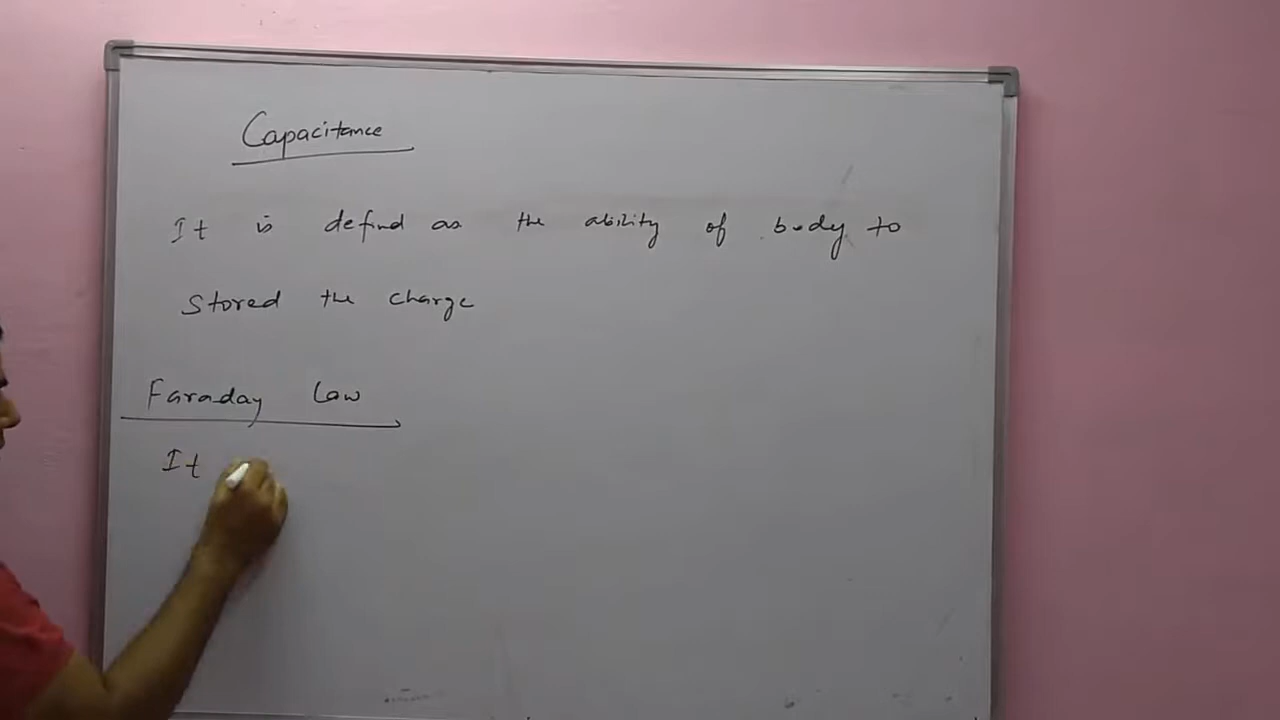 Capacitance
It is defind as the ability of body to
stored the charge
Faraday law
It